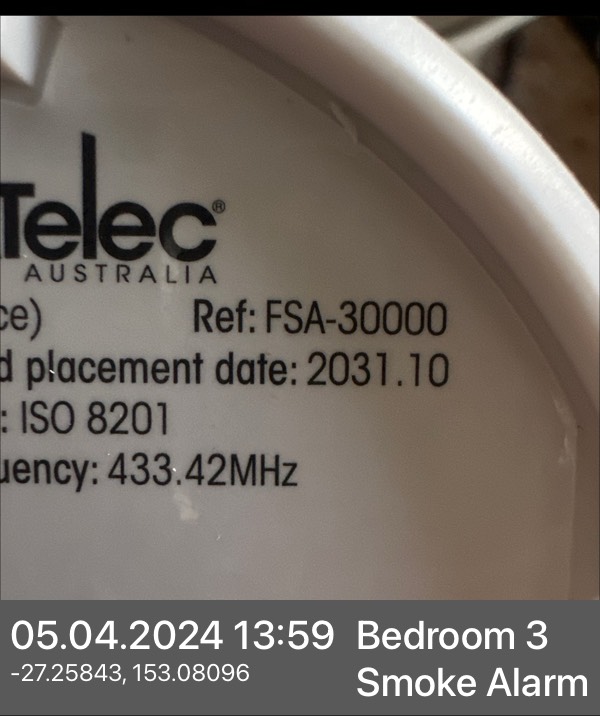 Telec®
AUSTRALIA
ce) Ref: FSA-30000
d placement date: 2031.10
: ISO 8201
uency: 433.42MHz
05.04.2024 13:59
-27.25843, 153.08096
Bedroom 3
Smoke Alarm